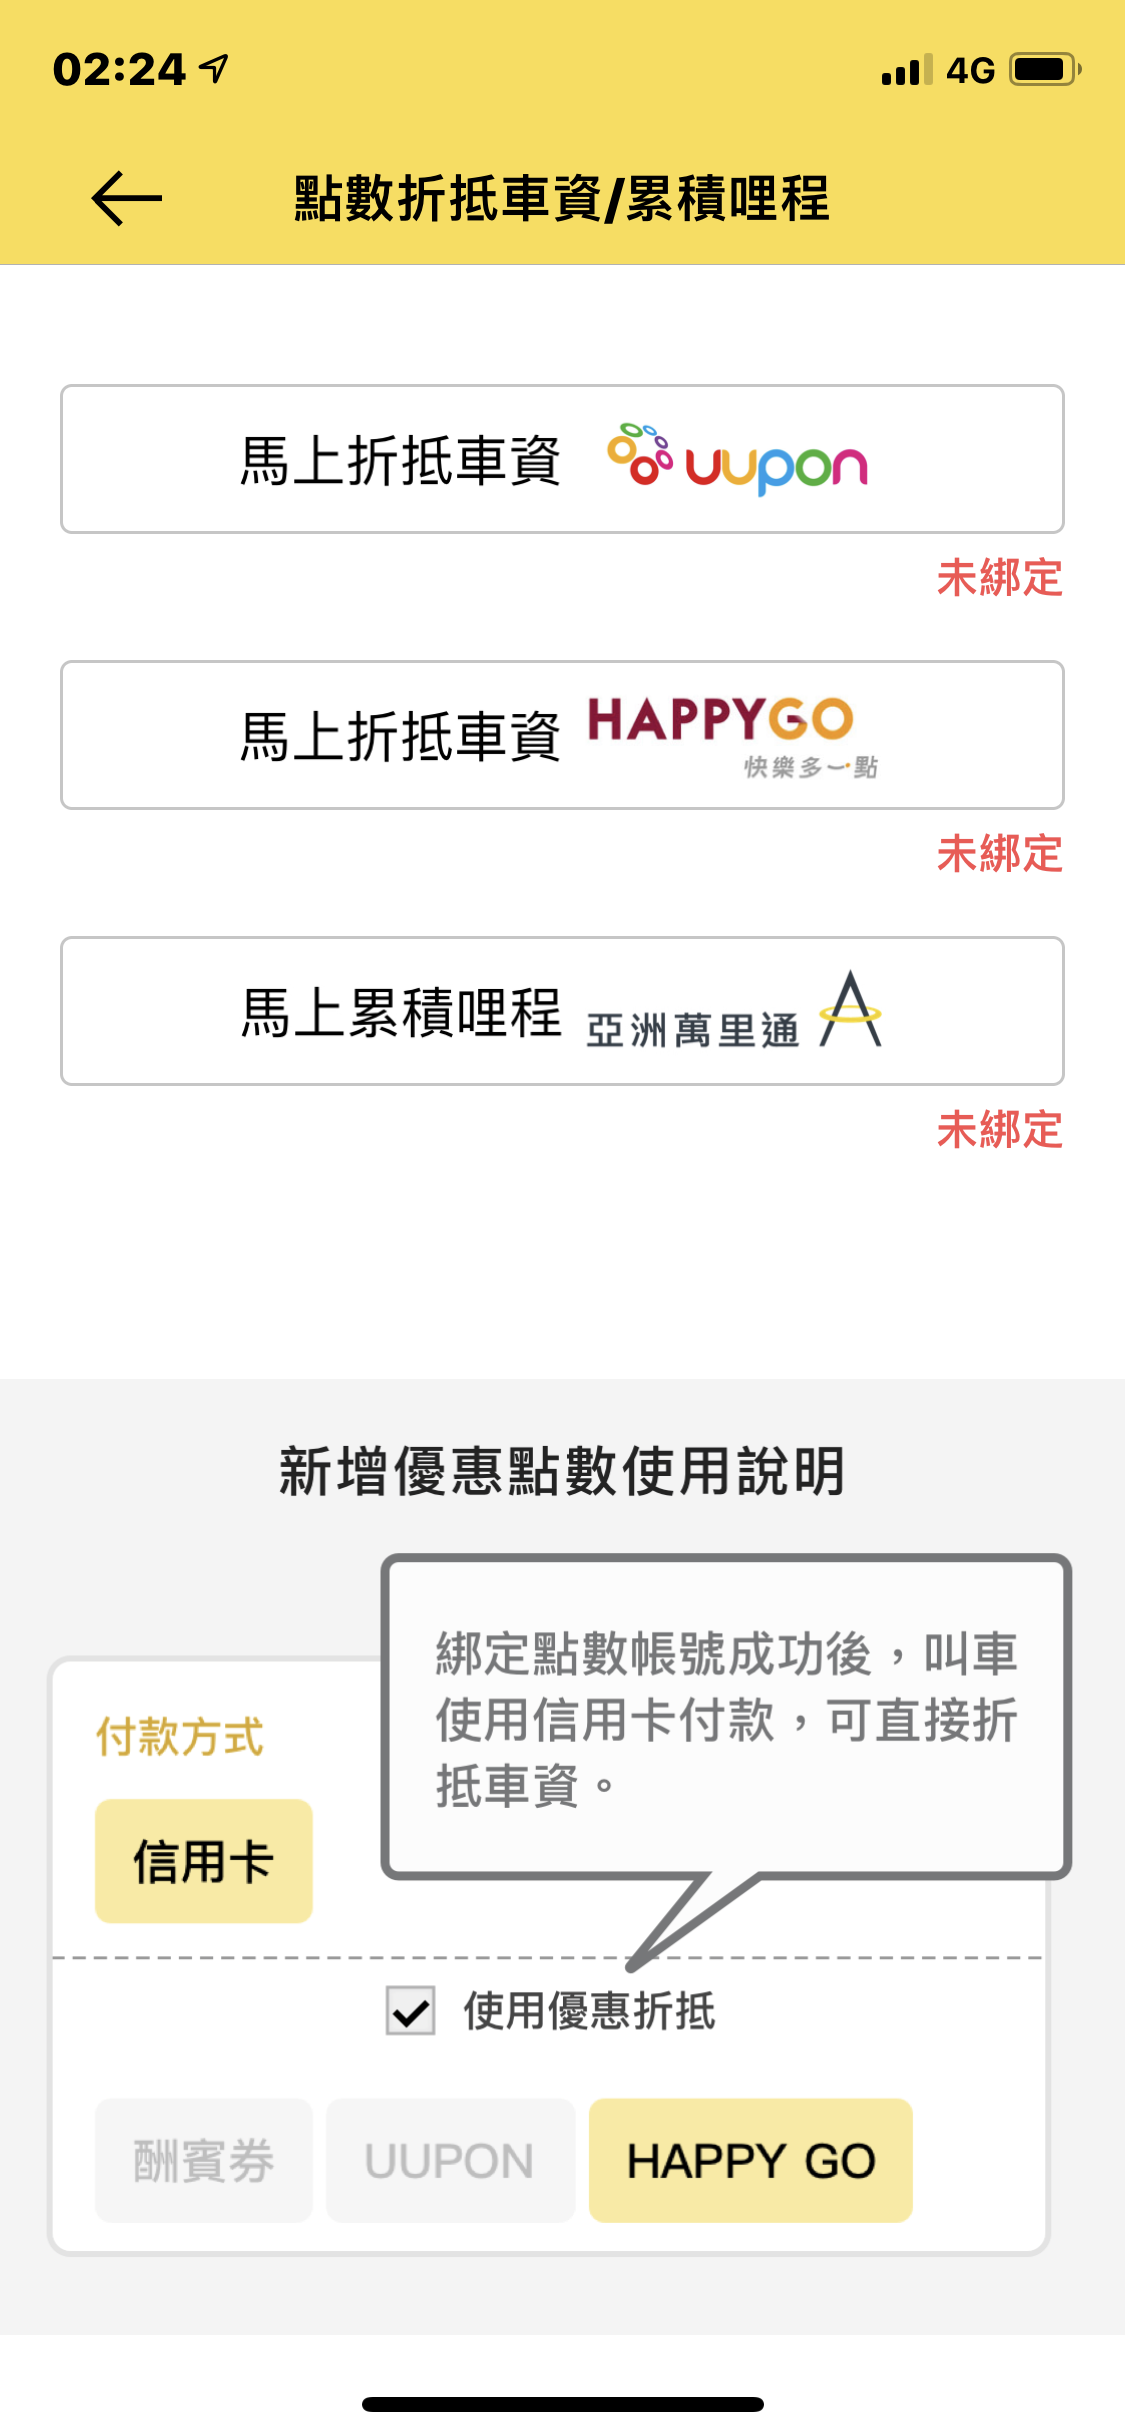 02:24
4G
點數折抵車資/累積哩程
馬上折抵車資 uupon
未綁定
馬上折抵車資 HAPPYGO
快樂多一點
未綁定
馬上累積哩程 亞洲萬里通
未綁定
新增優惠點數使用說明
綁定點數帳號成功後，叫車
使用信用卡付款，可直接折
抵車資。
付款方式
信用卡
使用優惠折抵
酬賓券 UUPON HAPPY GO